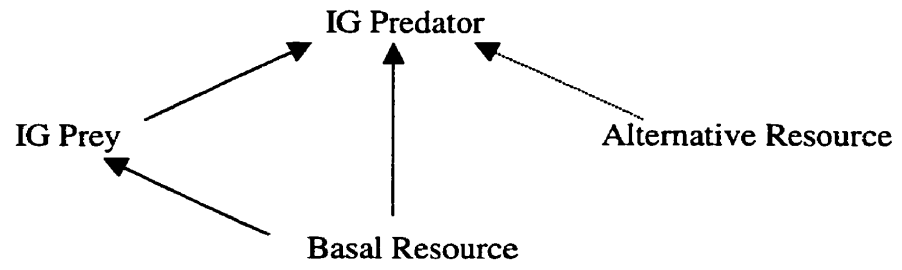 IG Predator
IG Prey
Alternative Resource
Basal Resource